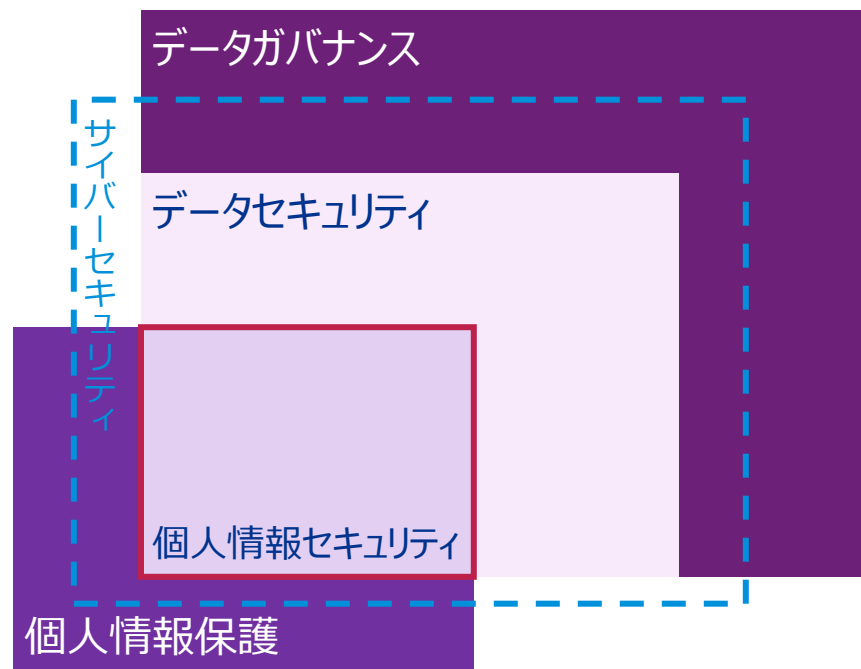 データガバナンス
サイバーセキュリティ
データセキュリティ
個人情報セキュリティ
個人情報保護